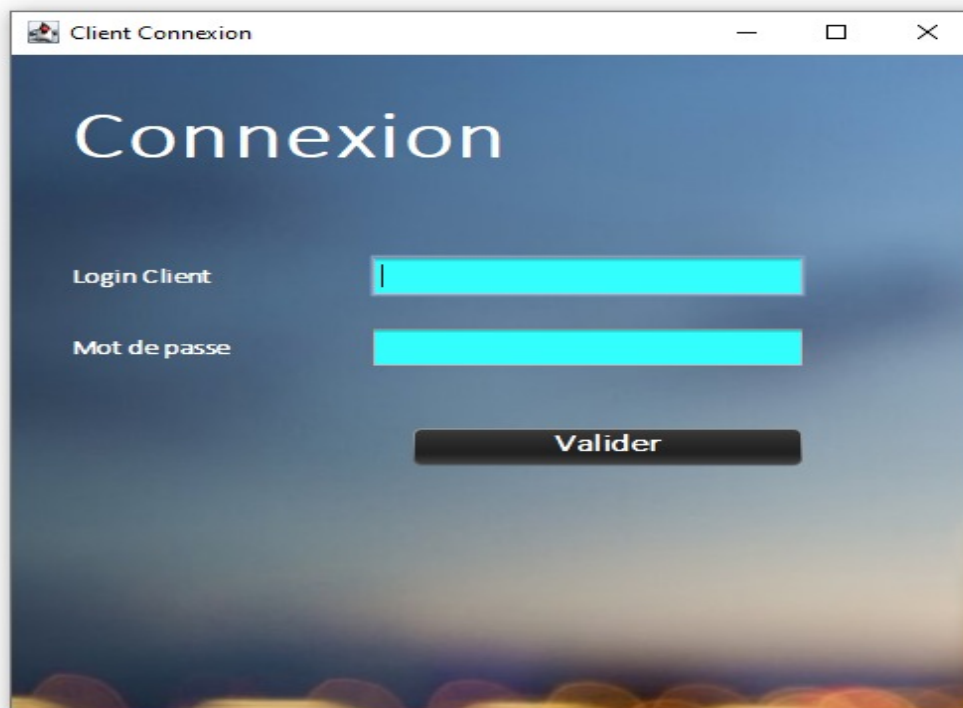 Client Connexion
Connexion
Login Client
Mot de passe
Valider